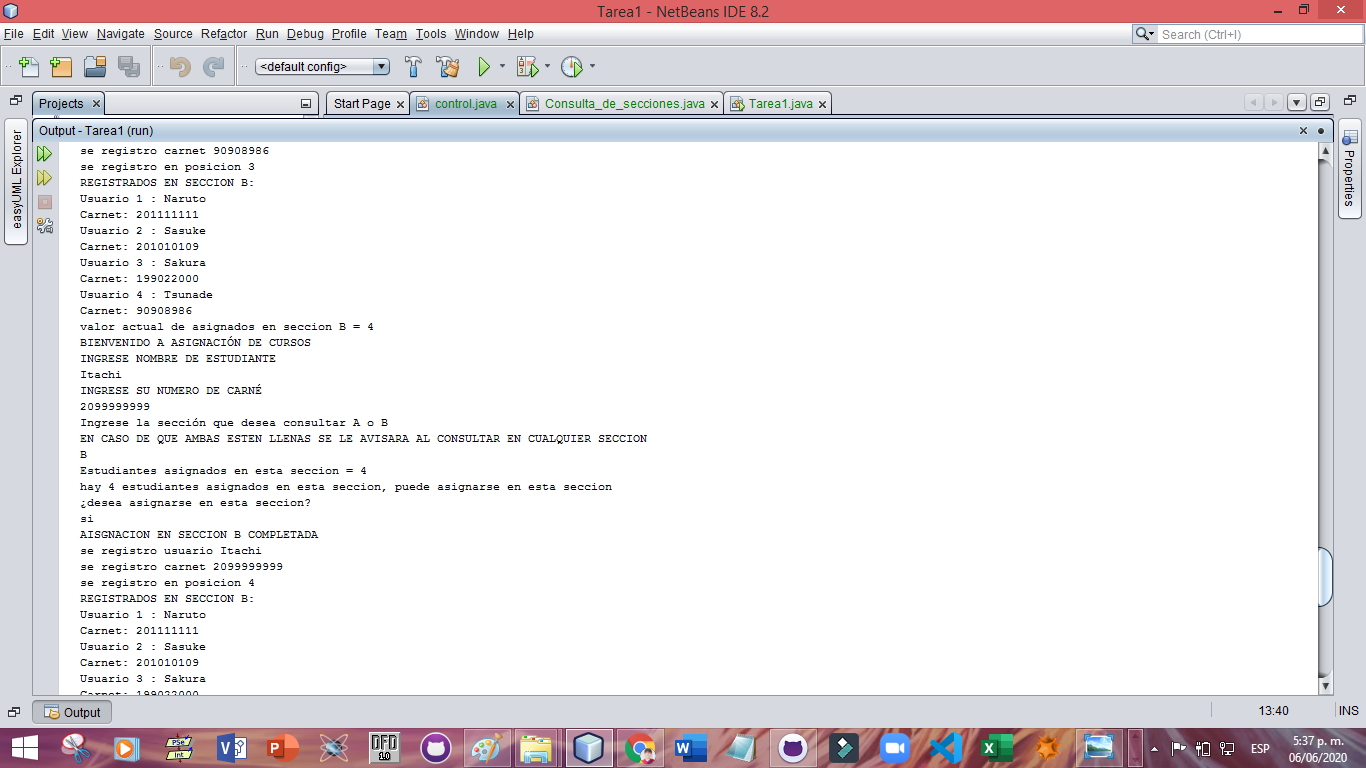 Tarea1 - NetBeans IDE 8.2
File Edit View Navigate Source Refactor Run Debug Profile Team Tools Window Help
Search (Ctrl+I)
<default config>
Projects
Start Page
control.java
Consulta_de_secciones.java
Tarea1.java
Output - Tarea1 (run)
easyUML Explorer
Properties
se registro carnet 90908986
se registro en posicion 3
REGISTRADOS EN SECCION B:
Usuario 1 : Naruto
Carnet: 201111111
Usuario 2 : Sasuke
Carnet: 201010109
Usuario 3 : Sakura
Carnet: 199022000
Usuario 4 : Tsunade
Carnet: 90908986
valor actual de asignados en seccion B = 4
BIENVENIDO A ASIGNACIÓN DE CURSOS
INGRESE NOMBRE DE ESTUDIANTE
Itachi
INGRESE SU NUMERO DE CARNÉ
2099999999
Ingrese la sección que desea consultar A o B
EN CASO DE QUE AMBAS ESTEN LLENAS SE LE AVISARA AL CONSULTAR EN CUALQUIER SECCION
B
Estudiantes asignados en esta seccion = 4
hay 4 estudiantes asignados en esta seccion, puede asignarse en esta seccion
¿desea asignarse en esta seccion?
si
AISGNACION EN SECCION B COMPLETADA
se registro usuario Itachi
se registro carnet 2099999999
se registro en posicion 4
REGISTRADOS EN SECCION B:
Usuario 1 : Naruto
Carnet: 201111111
Usuario 2 : Sasuke
Carnet: 201010109
Usuario 3 : Sakura
Carnet: 199022000
Output
13:40
INS
PSe
Int
DFD
1.0
ESP
5:37 p. m.
06/06/2020